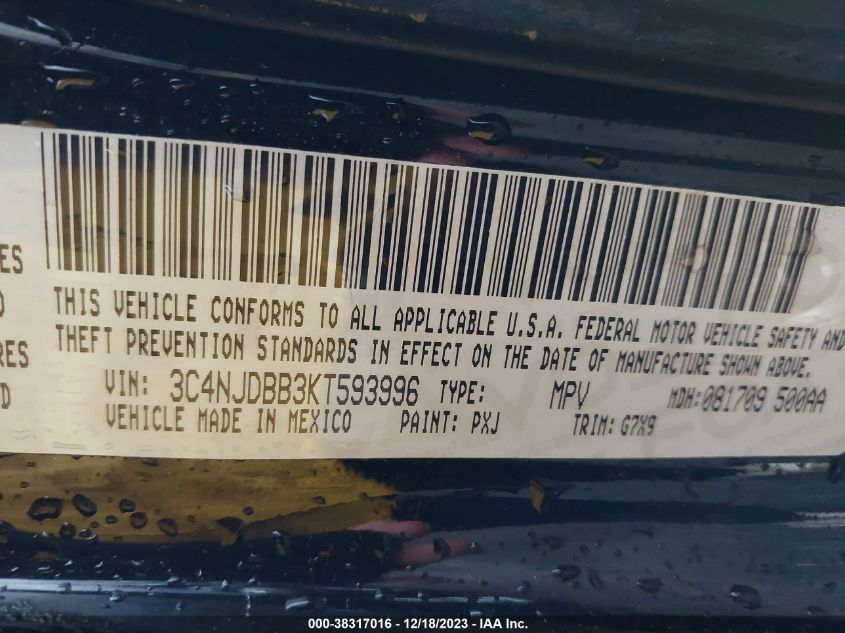 ES
THIS VEHICLE CONFORMS TO ALL APPLICABLE U.S.A. FEDERAL MOTOR VEHICLE SAFETY AND
THEFT PREVENTION STANDARDS IN EFFECT ON THE DATE OF MANUFACTURE SHOWN ABOVE.
RES
D
VIN: 3C4NJDBB3KT593996 TYPE: MPV MDH:081709 500AA
VEHICLE MADE IN MEXICO PAINT: PXJ TRIM: G7X9
000-38317016 - 12/18/2023 - IAA Inc.